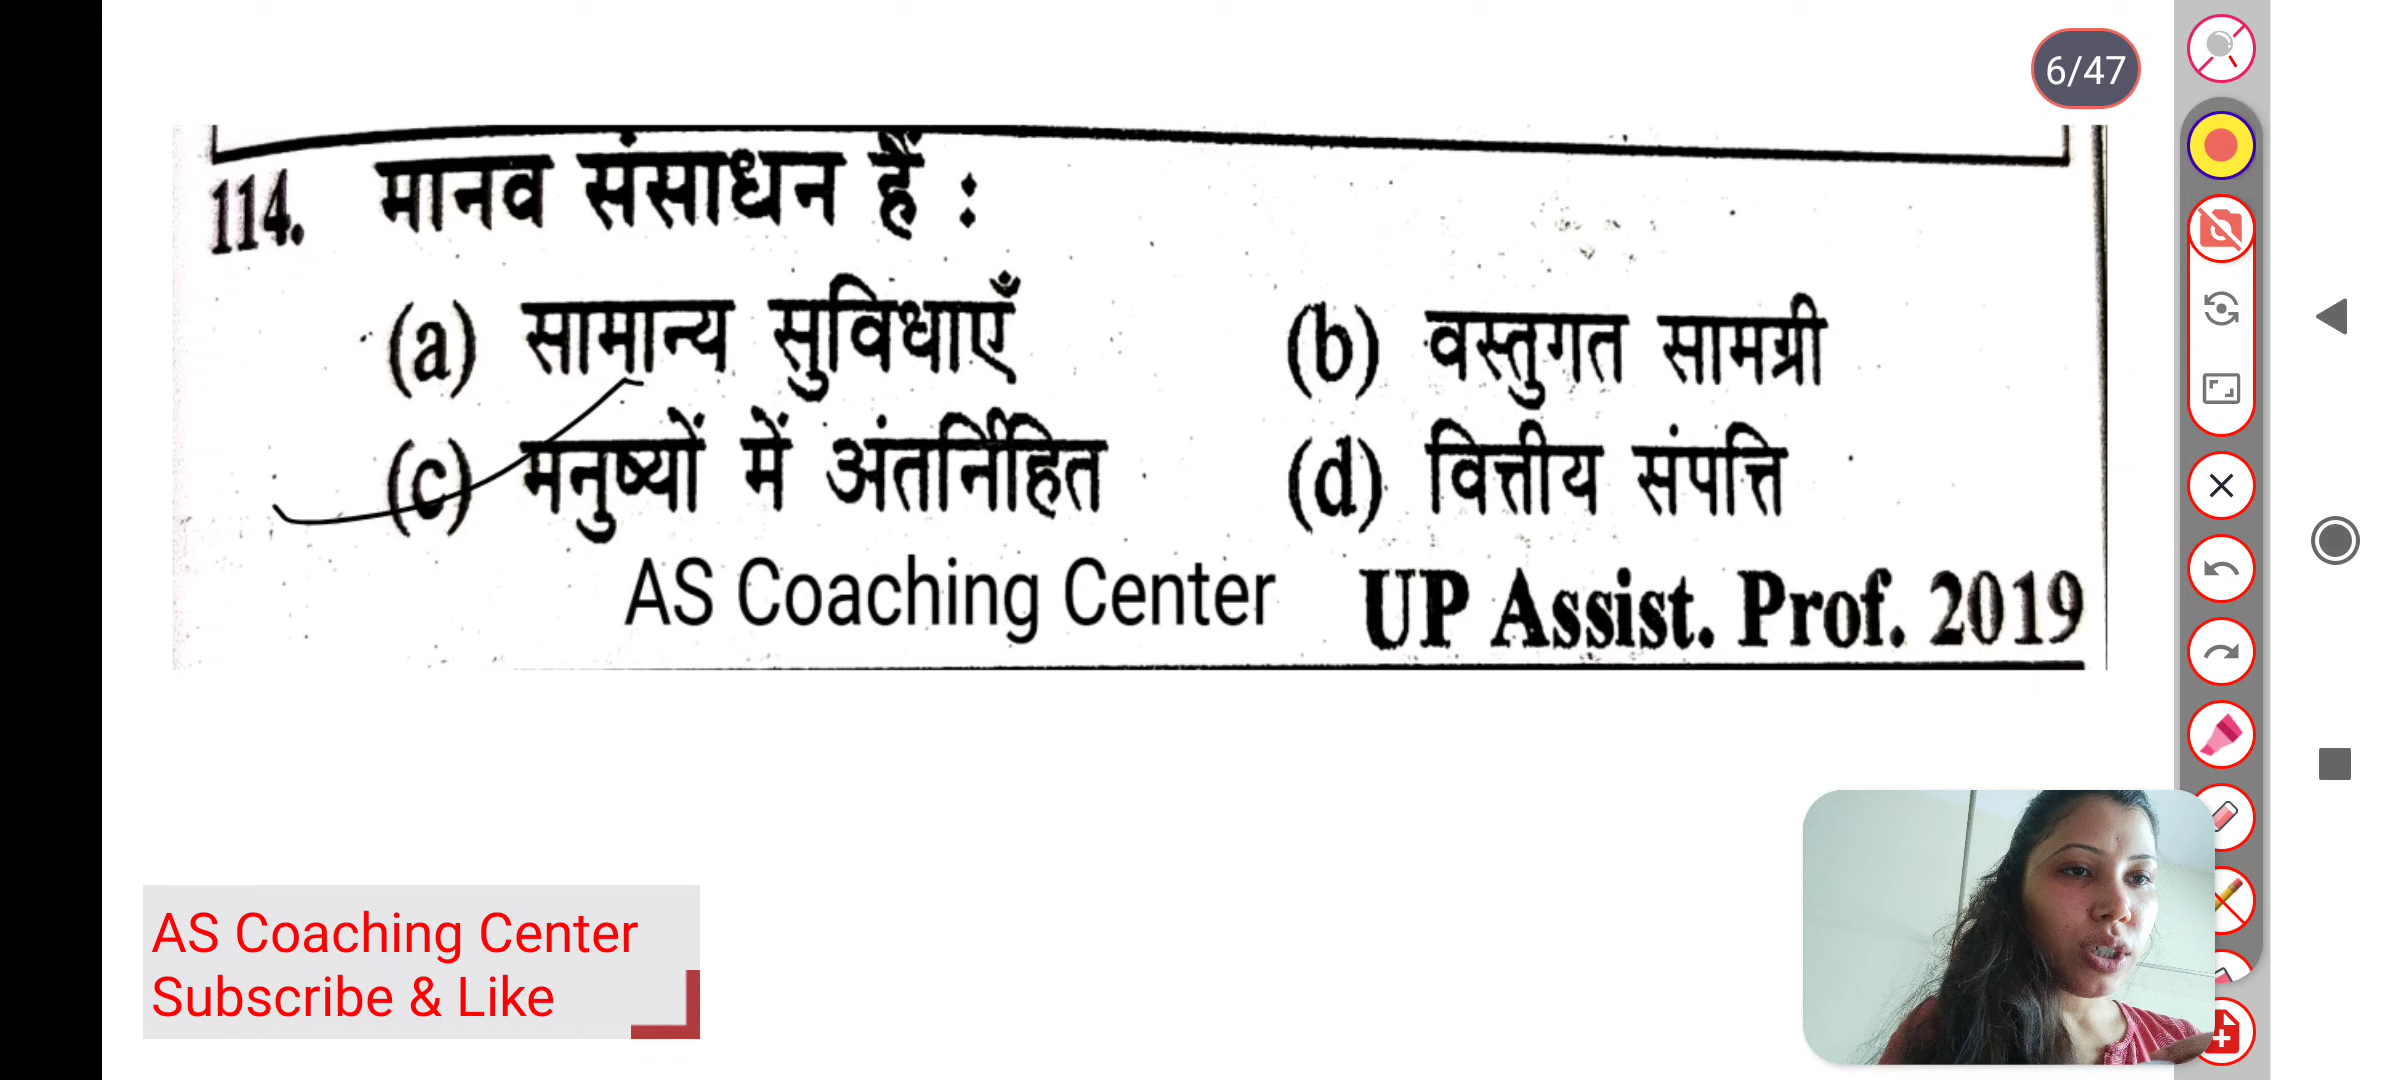 6/47
114. मानव संसाधन हैं :
(a) सामान्य सुविधाएँ (b) वस्तुगत सामग्री
(c) मनुष्यों में अंतर्निहित (d) वित्तीय संपत्ति
AS Coaching Center UP Assist. Prof. 2019
AS Coaching Center
Subscribe & Like